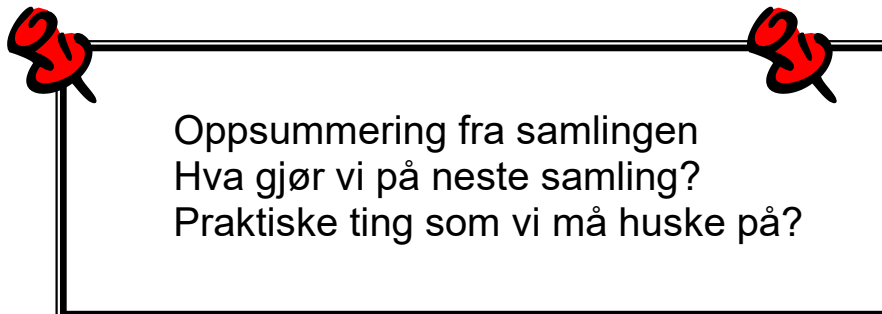 Oppsummering fra samlingen
Hva gjør vi på neste samling?
Praktiske ting som vi må huske på?